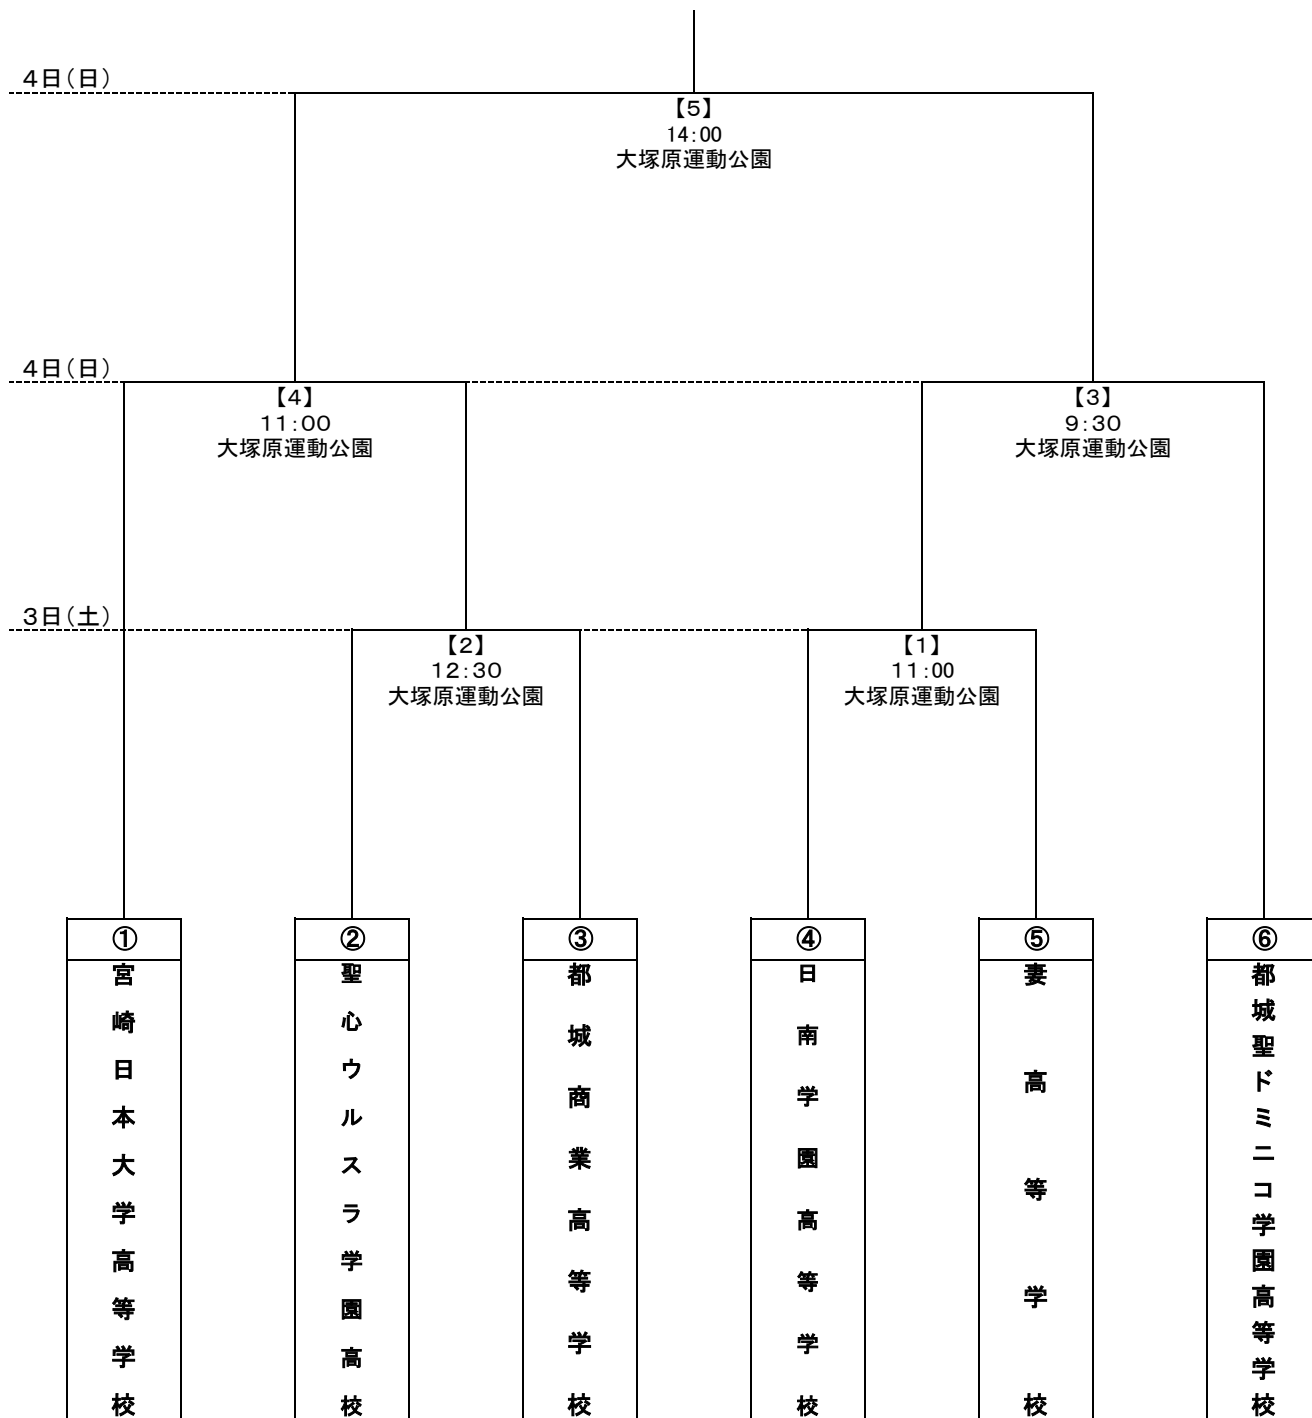 4日(日)
【5】
14:00
大塚原運動公園
4日(日)
【4】
11:00
大塚原運動公園
【3】
9:30
大塚原運動公園
3日(土)
【2】
12:30
大塚原運動公園
【1】
11:00
大塚原運動公園
①
宮崎日本大学高等学校
②
聖心ウルスラ学園高校
③
都城商業高等学校
④
日南学園高等学校
⑤
妻高等学校
⑥
都城聖ドミニコ学園高等学校